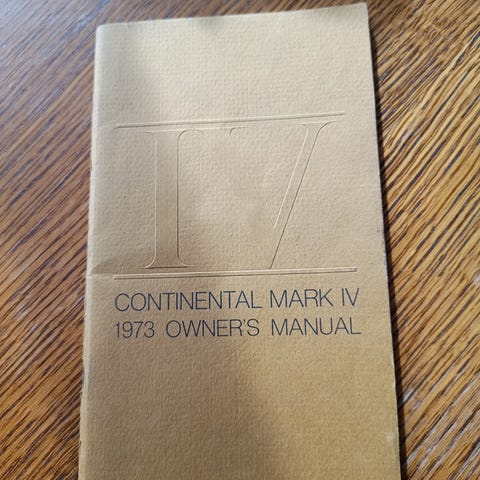 IV
CONTINENTAL MARK IV
1973 OWNER'S MANUAL